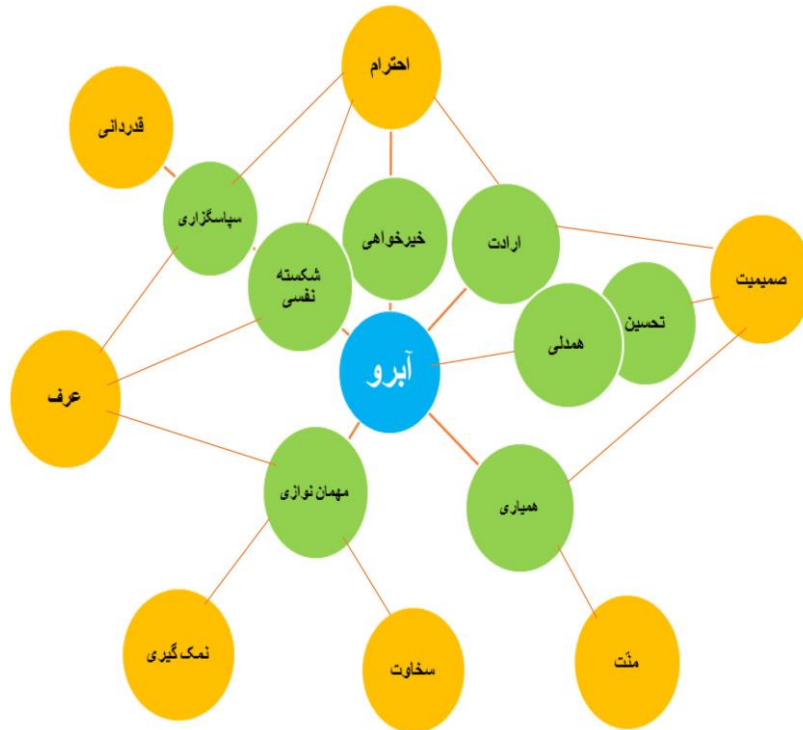 احترام
قدردانی
سپاسگزاری
خیرخواهی
ارادت
شکسته
نفسی
صمیمیت
تحسین
همدلی
آبرو
عرف
مهمان نوازی
همیاری
نمک گیری
سخاوت
منّت